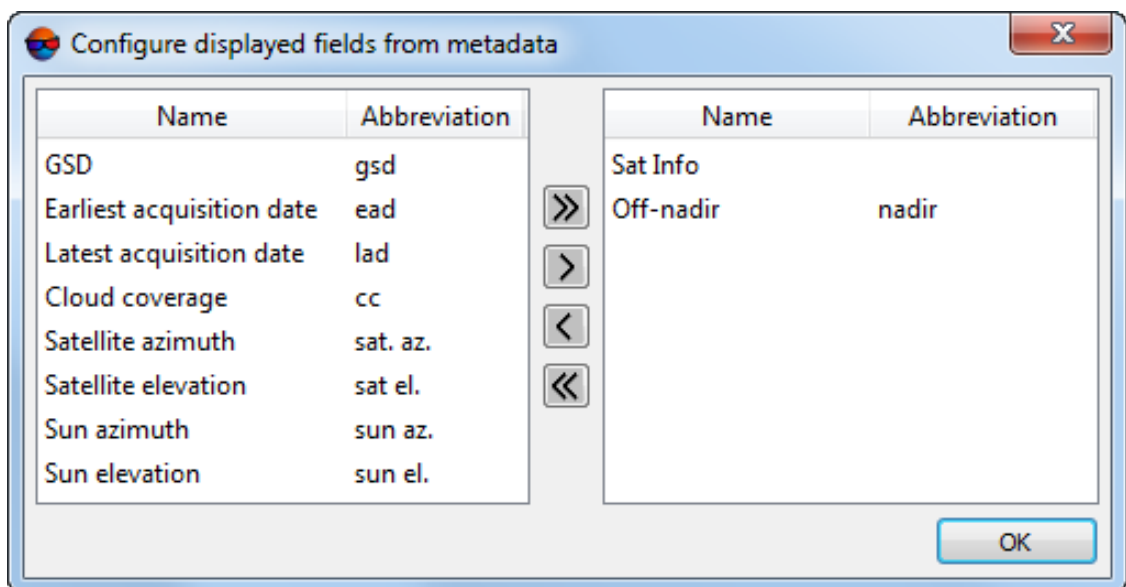 Configure displayed fields from metadata
Name Abbreviation
GSD gsd
Earliest acquisition date ead
Latest acquisition date lad
Cloud coverage cc
Satellite azimuth sat. az.
Satellite elevation sat el.
Sun azimuth sun az.
Sun elevation sun el.
Name Abbreviation
Sat Info
Off-nadir nadir
OK